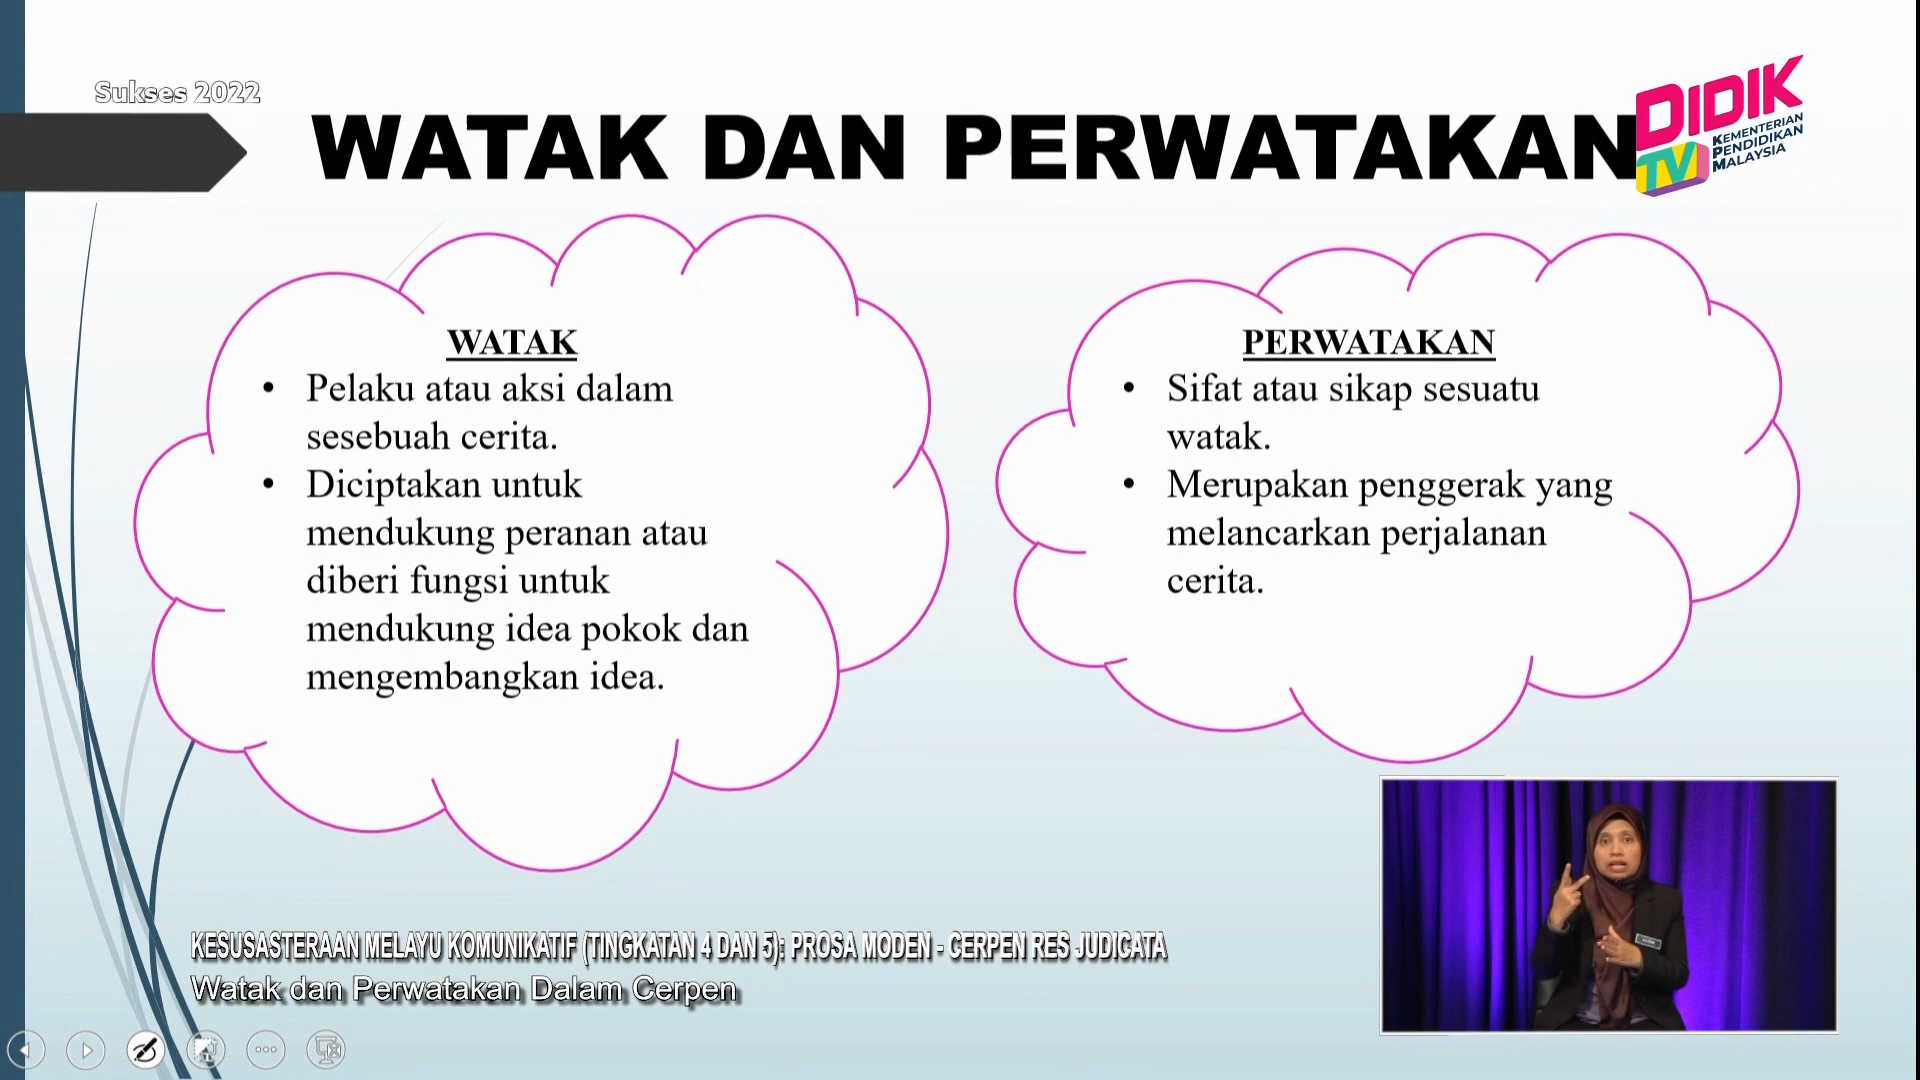 Sukses 2022
WATAK DAN PERWATAKAN
DIDIK
TV
KEMENTERIAN
PENDIDIKAN
MALAYSIA
WATAK
• Pelaku atau aksi dalam
sesebuah cerita.
• Diciptakan untuk
mendukung peranan atau
diberi fungsi untuk
mendukung idea pokok dan
mengembangkan idea.
PERWATAKAN
• Sifat atau sikap sesuatu
watak.
• Merupakan penggerak yang
melancarkan perjalanan
cerita.
KESUSASTERAAN MELAYU KOMUNIKATIF (TINGKATAN 4 DAN 5): PROSA MODEN - CERPEN RES JUDICATA
Watak dan Perwatakan Dalam Cerpen